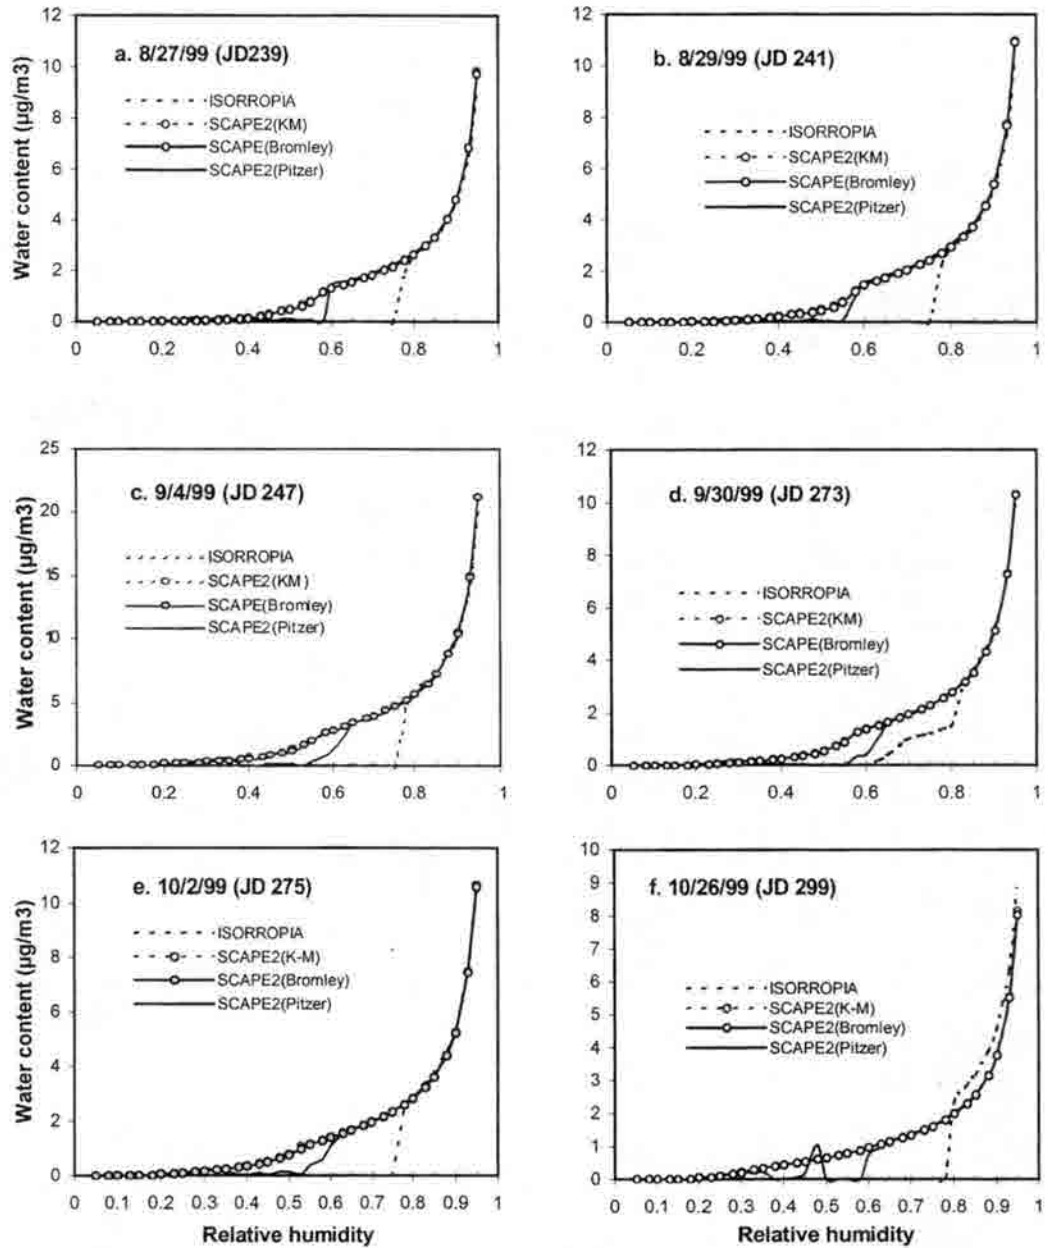 12
10
8
6
4
2
0
Water content (µg/m3)
a. 8/27/99 (JD239)
ISORROPIA
SCAPE2(KM)
SCAPE(Bromley)
SCAPE2(Pitzer)
0 0.2 0.4 0.6 0.8 1
12
10
8
6
4
2
0
b. 8/29/99 (JD 241)
ISORROPIA
SCAPE2(KM)
SCAPE(Bromley)
SCAPE2(Pitzer)
0 0.2 0.4 0.6 0.8 1
25
20
15
10
5
0
Water content (µg/m3)
c. 9/4/99 (JD 247)
ISORROPIA
SCAPE2(KM)
SCAPE(Bromley)
SCAPE2(Pitzer)
0 0.1 0.2 0.3 0.4 0.5 0.6 0.7 0.8 0.9 1
12
10
8
6
4
2
0
d. 9/30/99 (JD 273)
ISORROPIA
SCAPE2(KM)
SCAPE(Bromley)
SCAPE2(Pitzer)
0 0.2 0.4 0.6 0.8 1
12
10
8
6
4
2
0
Water content (µg/m3)
e. 10/2/99 (JD 275)
ISORROPIA
SCAPE2(K-M)
SCAPE2(Bromley)
SCAPE2(Pitzer)
0 0.1 0.2 0.3 0.4 0.5 0.6 0.7 0.8 0.9 1
Relative humidity
10
9
8
7
6
5
4
3
2
1
0
f. 10/26/99 (JD 299)
ISORROPIA
SCAPE2(K-M)
SCAPE2(Bromley)
SCAPE2(Pitzer)
0 0.1 0.2 0.3 0.4 0.5 0.6 0.7 0.8 0.9 1
Relative humidity